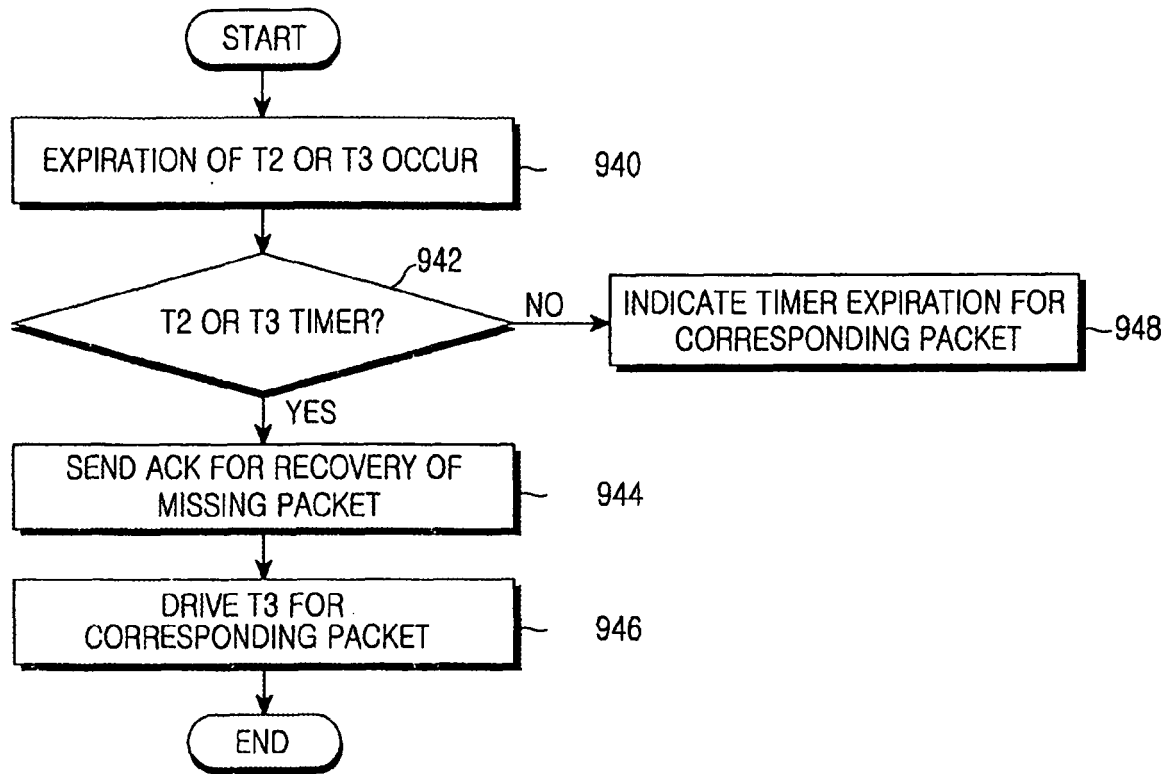 START
EXPIRATION OF T2 OR T3 OCCUR
940
942
T2 OR T3 TIMER?
NO
INDICATE TIMER EXPIRATION FOR
CORRESPONDING PACKET
948
YES
SEND ACK FOR RECOVERY OF
MISSING PACKET
944
DRIVE T3 FOR
CORRESPONDING PACKET
946
END